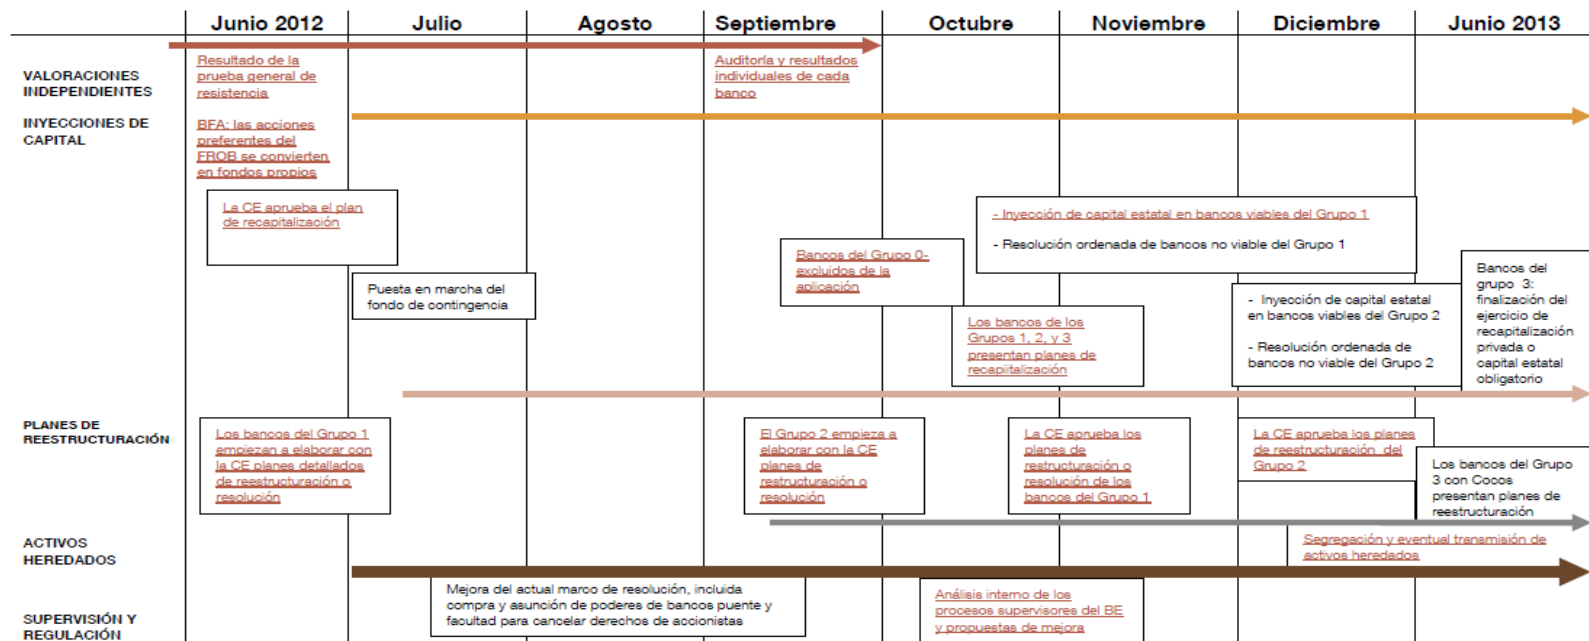 Junio 2012 Julio Agosto Septiembre Octubre Noviembre Diciembre Junio 2013
VALORACIONES
INDEPENDIENTES
Resultado de la
prueba general de
resistencia
Auditoría y resultados
individuales de cada
banco
INYECCIONES DE
CAPITAL
BFA: las acciones
preferentes del
FROB se convierten
en fondos propios
La CE aprueba el plan
de recapitalización
Puesta en marcha del
fondo de contingencia
Bancos del Grupo 0-
excluidos de la
aplicación
- Inyección de capital estatal en bancos viables del Grupo 1
- Resolución ordenada de bancos no viable del Grupo 1
Los bancos de los
Grupos 1, 2, y 3
presentan planes de
recapiitalización
- Inyección de capital estatal
en bancos viables del Grupo 2
- Resolución ordenada de
bancos no viable del Grupo 2
Bancos del
grupo 3:
finalización del
ejercicio de
recapitalización
privada o
capital estatal
obligatorio
PLANES DE
REESTRUCTURACIÓN
Los bancos del Grupo 1
empiezan a elaborar con
la CE planes detallados
de reestructuración o
resolución
El Grupo 2 empieza a
elaborar con la CE
planes de
restructuración o
resolución
La CE aprueba los
planes de
restructuración o
resolución de los
bancos del Grupo 1
La CE aprueba los planes
de reestructuración del
Grupo 2
Los bancos del Grupo
3 con Cocos
presentan planes de
reestructuración
ACTIVOS
HEREDADOS
Segregación y eventual transmisión de
activos heredados
SUPERVISIÓN Y
REGULACIÓN
Mejora del actual marco de resolución, incluida
compra y asunción de poderes de bancos puente y
facultad para cancelar derechos de accionistas
Análisis interno de los
procesos supervisores del BE
y propuestas de mejora